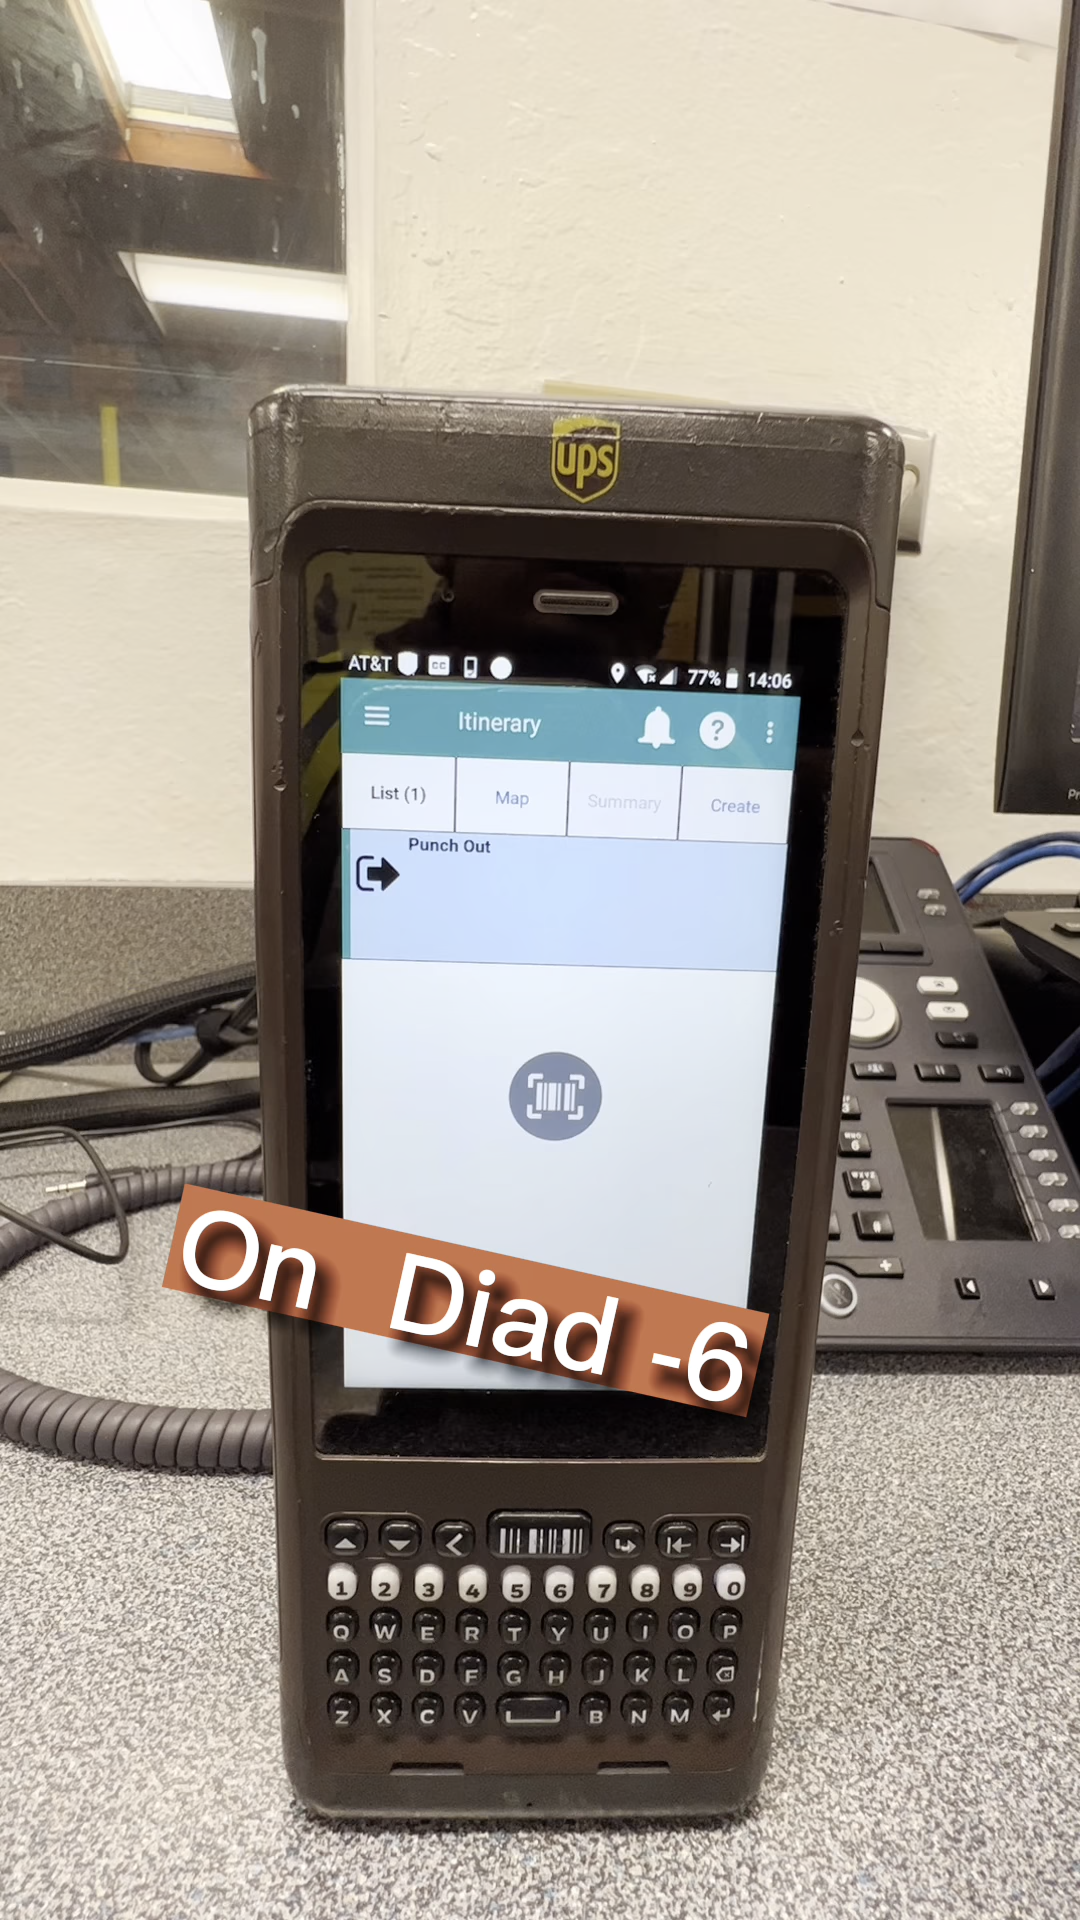 ups
AT&T CC 77% 14:06
Itinerary ?
List (1) Map Summary Create
Punch Out
On Diad -6
1 2 3 4 5 6 7 8 9 0
Q W E R T Y U I O P
A S D F G H J K L
Z X C V B N M